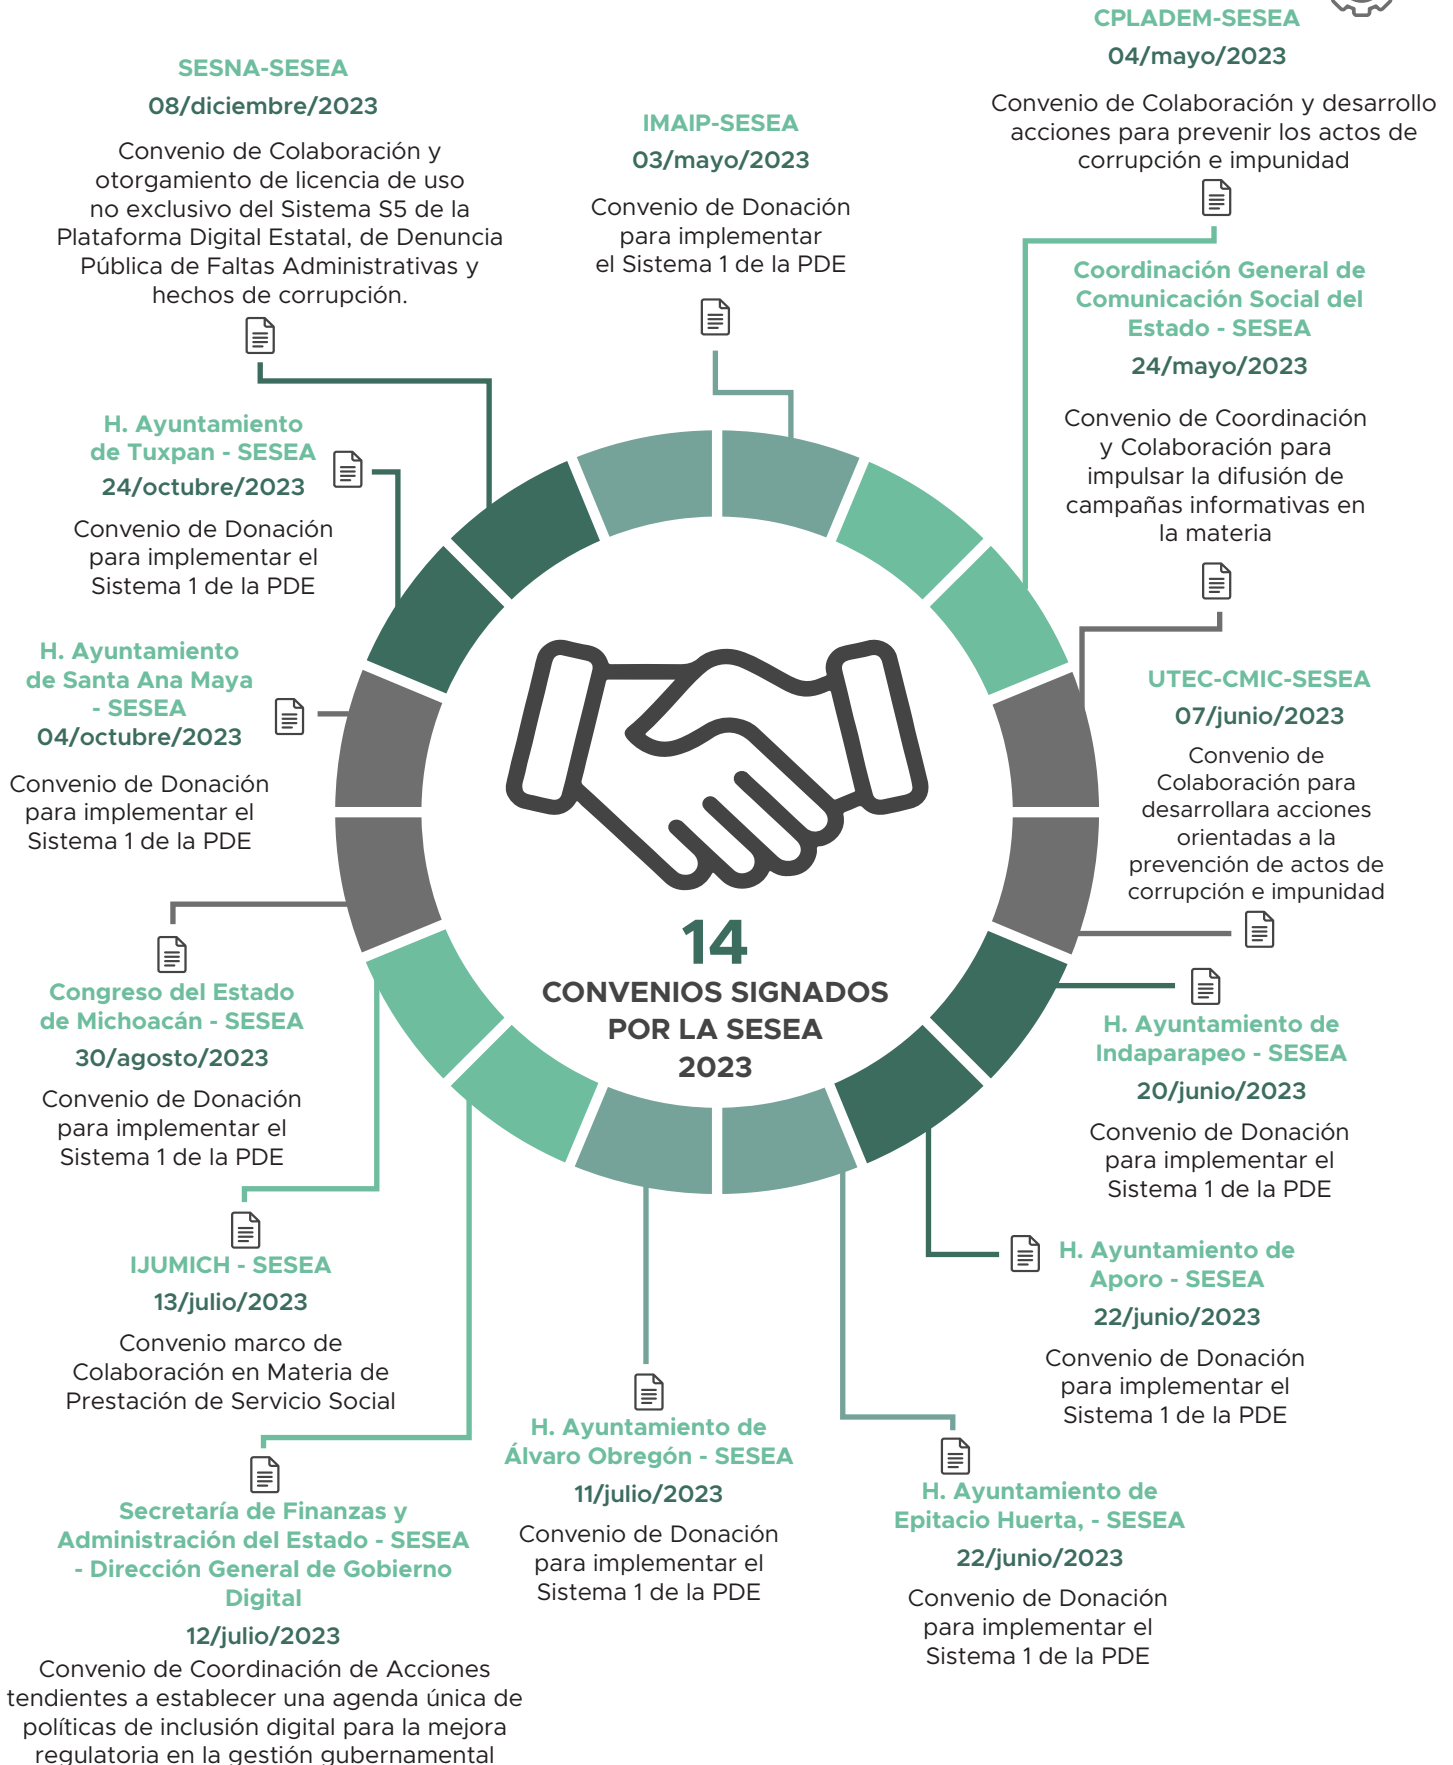 CPLADEM-SESEA
04/mayo/2023
Convenio de Colaboración y desarrollo
acciones para prevenir los actos de
corrupción e impunidad
SESNA-SESEA
08/diciembre/2023
Convenio de Colaboración y
otorgamiento de licencia de uso
no exclusivo del Sistema S5 de la
Plataforma Digital Estatal, de Denuncia
Pública de Faltas Administrativas y
hechos de corrupción.
IMAIP-SESEA
03/mayo/2023
Convenio de Donación
para implementar
el Sistema 1 de la PDE
Coordinación General de
Comunicación Social del
Estado - SESEA
24/mayo/2023
Convenio de Coordinación
y Colaboración para
impulsar la difusión de
campañas informativas en
la materia
H. Ayuntamiento
de Tuxpan - SESEA
24/octubre/2023
Convenio de Donación
para implementar el
Sistema 1 de la PDE
H. Ayuntamiento
de Santa Ana Maya
- SESEA
04/octubre/2023
Convenio de Donación
para implementar el
Sistema 1 de la PDE
UTEC-CMIC-SESEA
07/junio/2023
Convenio de
Colaboración para
desarrollara acciones
orientadas a la
prevención de actos de
corrupción e impunidad
14
CONVENIOS SIGNADOS
POR LA SESEA
2023
Congreso del Estado
de Michoacán - SESEA
30/agosto/2023
Convenio de Donación
para implementar el
Sistema 1 de la PDE
H. Ayuntamiento de
Indaparapeo - SESEA
20/junio/2023
Convenio de Donación
para implementar el
Sistema 1 de la PDE
IJUMICH - SESEA
13/julio/2023
Convenio marco de
Colaboración en Materia de
Prestación de Servicio Social
H. Ayuntamiento de
Aporo - SESEA
22/junio/2023
Convenio de Donación
para implementar el
Sistema 1 de la PDE
H. Ayuntamiento de
Álvaro Obregón - SESEA
11/julio/2023
Convenio de Donación
para implementar el
Sistema 1 de la PDE
H. Ayuntamiento de
Epitacio Huerta, - SESEA
22/junio/2023
Convenio de Donación
para implementar el
Sistema 1 de la PDE
Secretaría de Finanzas y
Administración del Estado - SESEA
- Dirección General de Gobierno
Digital
12/julio/2023
Convenio de Coordinación de Acciones
tendientes a establecer una agenda única de
políticas de inclusión digital para la mejora
regulatoria en la gestión gubernamental